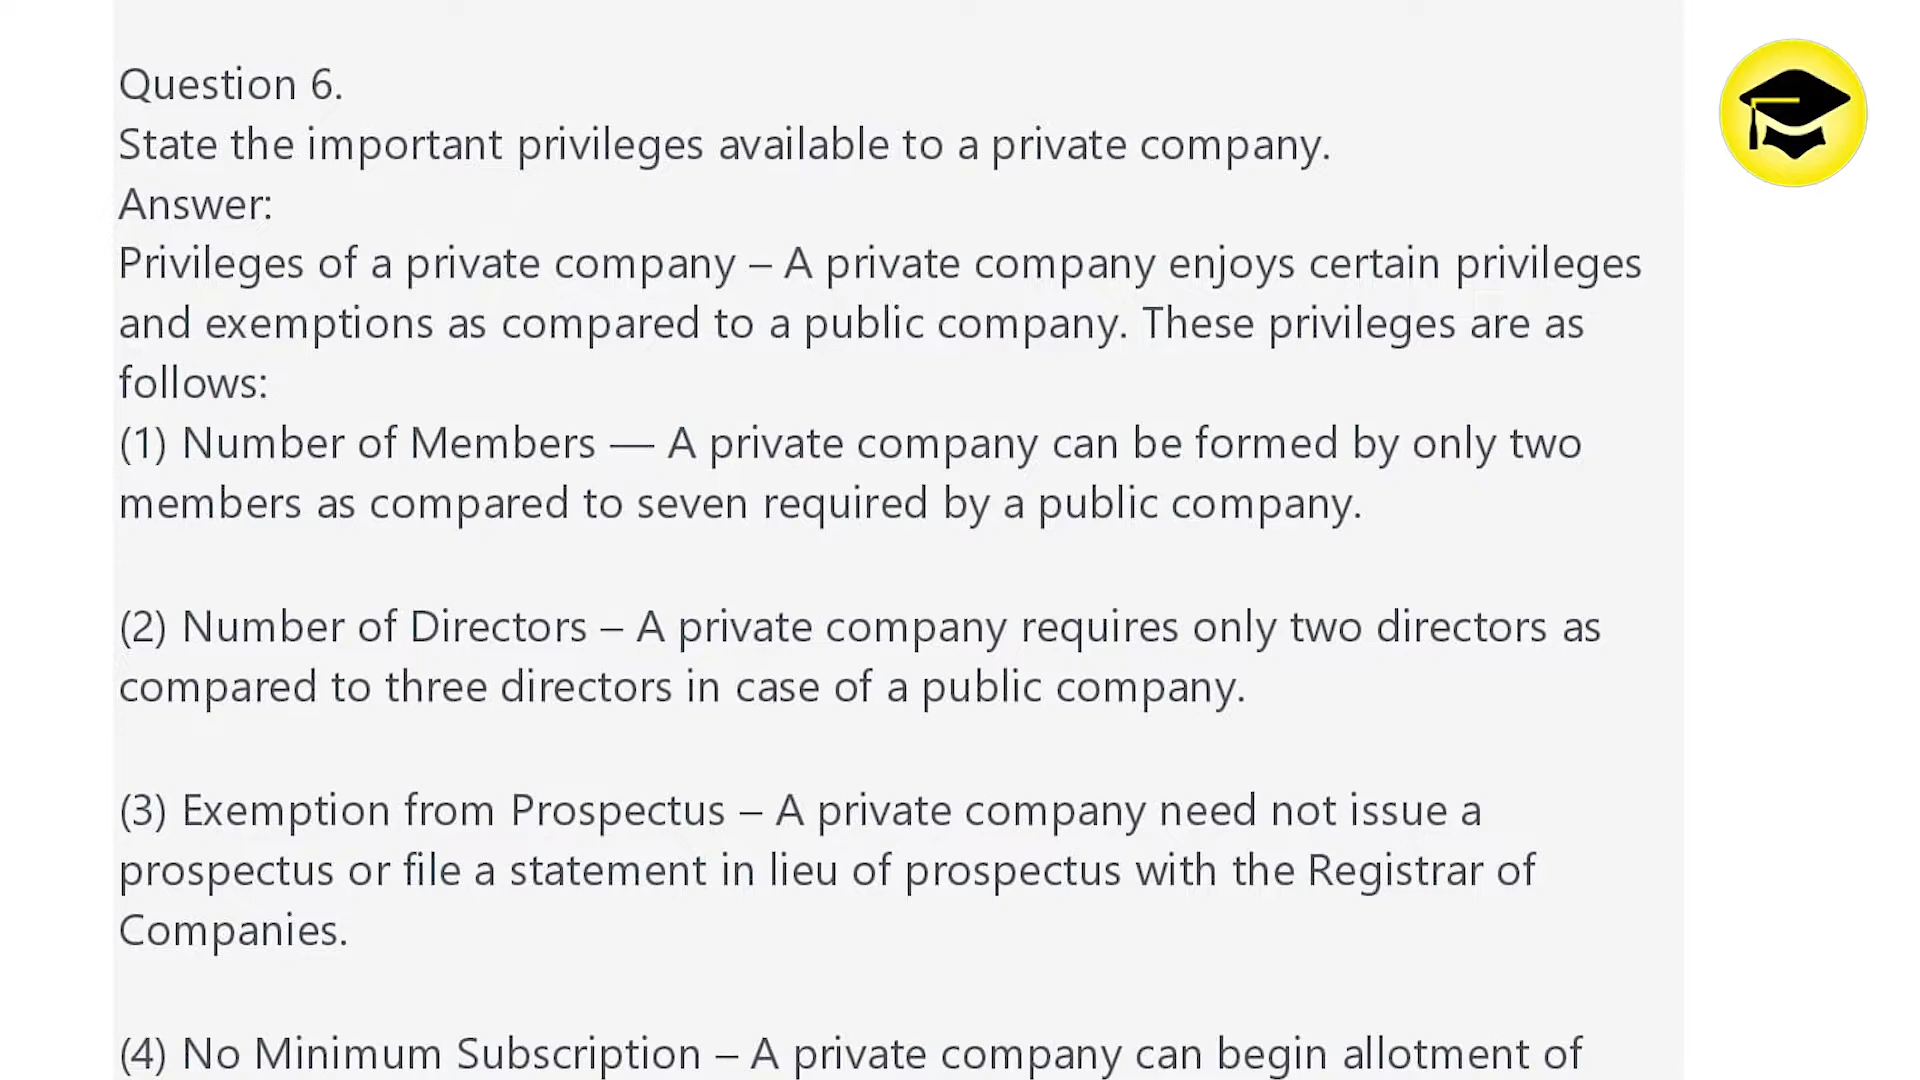 Question 6.
State the important privileges available to a private company.
Answer:
Privileges of a private company – A private company enjoys certain privileges
and exemptions as compared to a public company. These privileges are as
follows:
(1) Number of Members — A private company can be formed by only two
members as compared to seven required by a public company.
(2) Number of Directors – A private company requires only two directors as
compared to three directors in case of a public company.
(3) Exemption from Prospectus – A private company need not issue a
prospectus or file a statement in lieu of prospectus with the Registrar of
Companies.
(4) No Minimum Subscription – A private company can begin allotment of